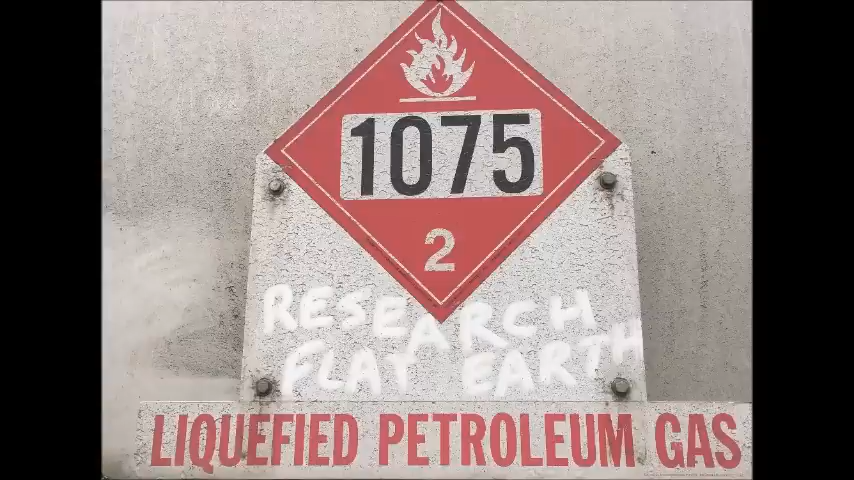 1075
2
RESEARCH
FLAT EARTH
LIQUEFIED PETROLEUM GAS